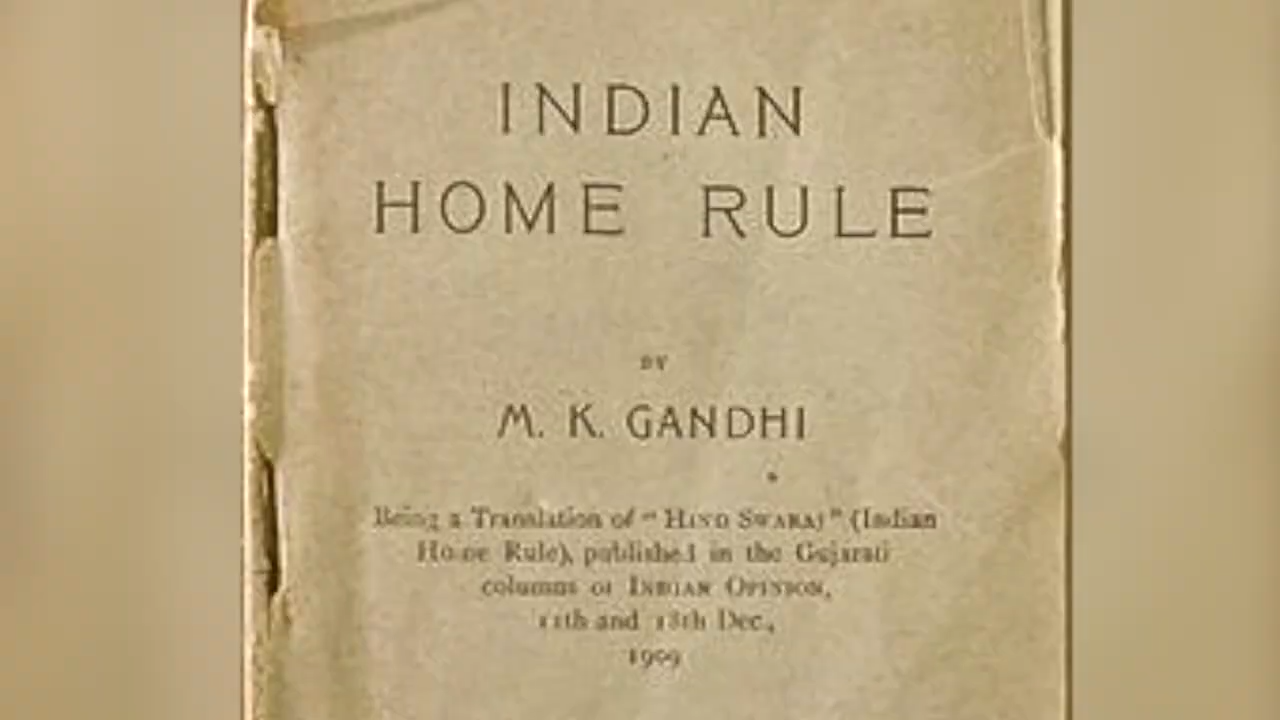 INDIAN
HOME RULE
BY
M. K. GANDHI
Being a Translation of “ HIND SWARAJ ” (Indian
Home Rule), published in the Gujarati
columns of INDIAN OPINION,
11th and 18th Dec.,
1909